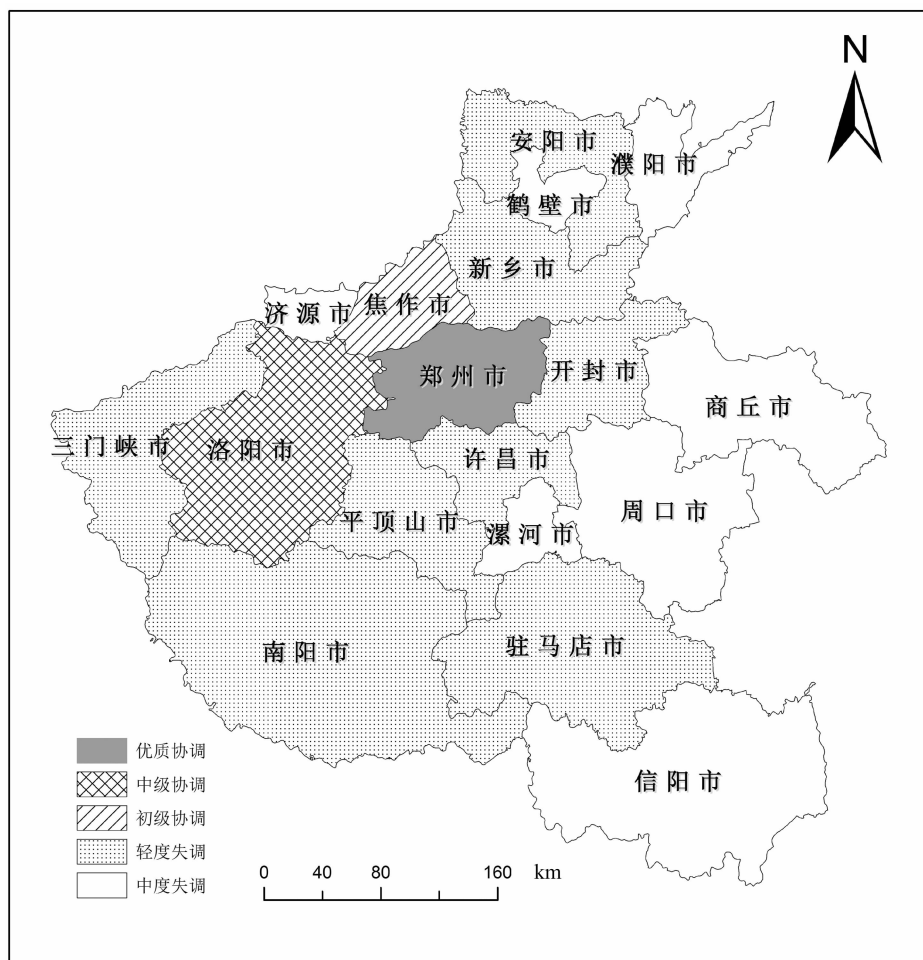 N
安阳市
濮阳市
鹤壁市
新乡市
济源市
焦作市
郑州市
开封市
商丘市
三门峡市
洛阳市
许昌市
平顶山市
漯河市
周口市
南阳市
驻马店市
信阳市
优质协调
中级协调
初级协调
轻度失调
中度失调
0 40 80 160 km